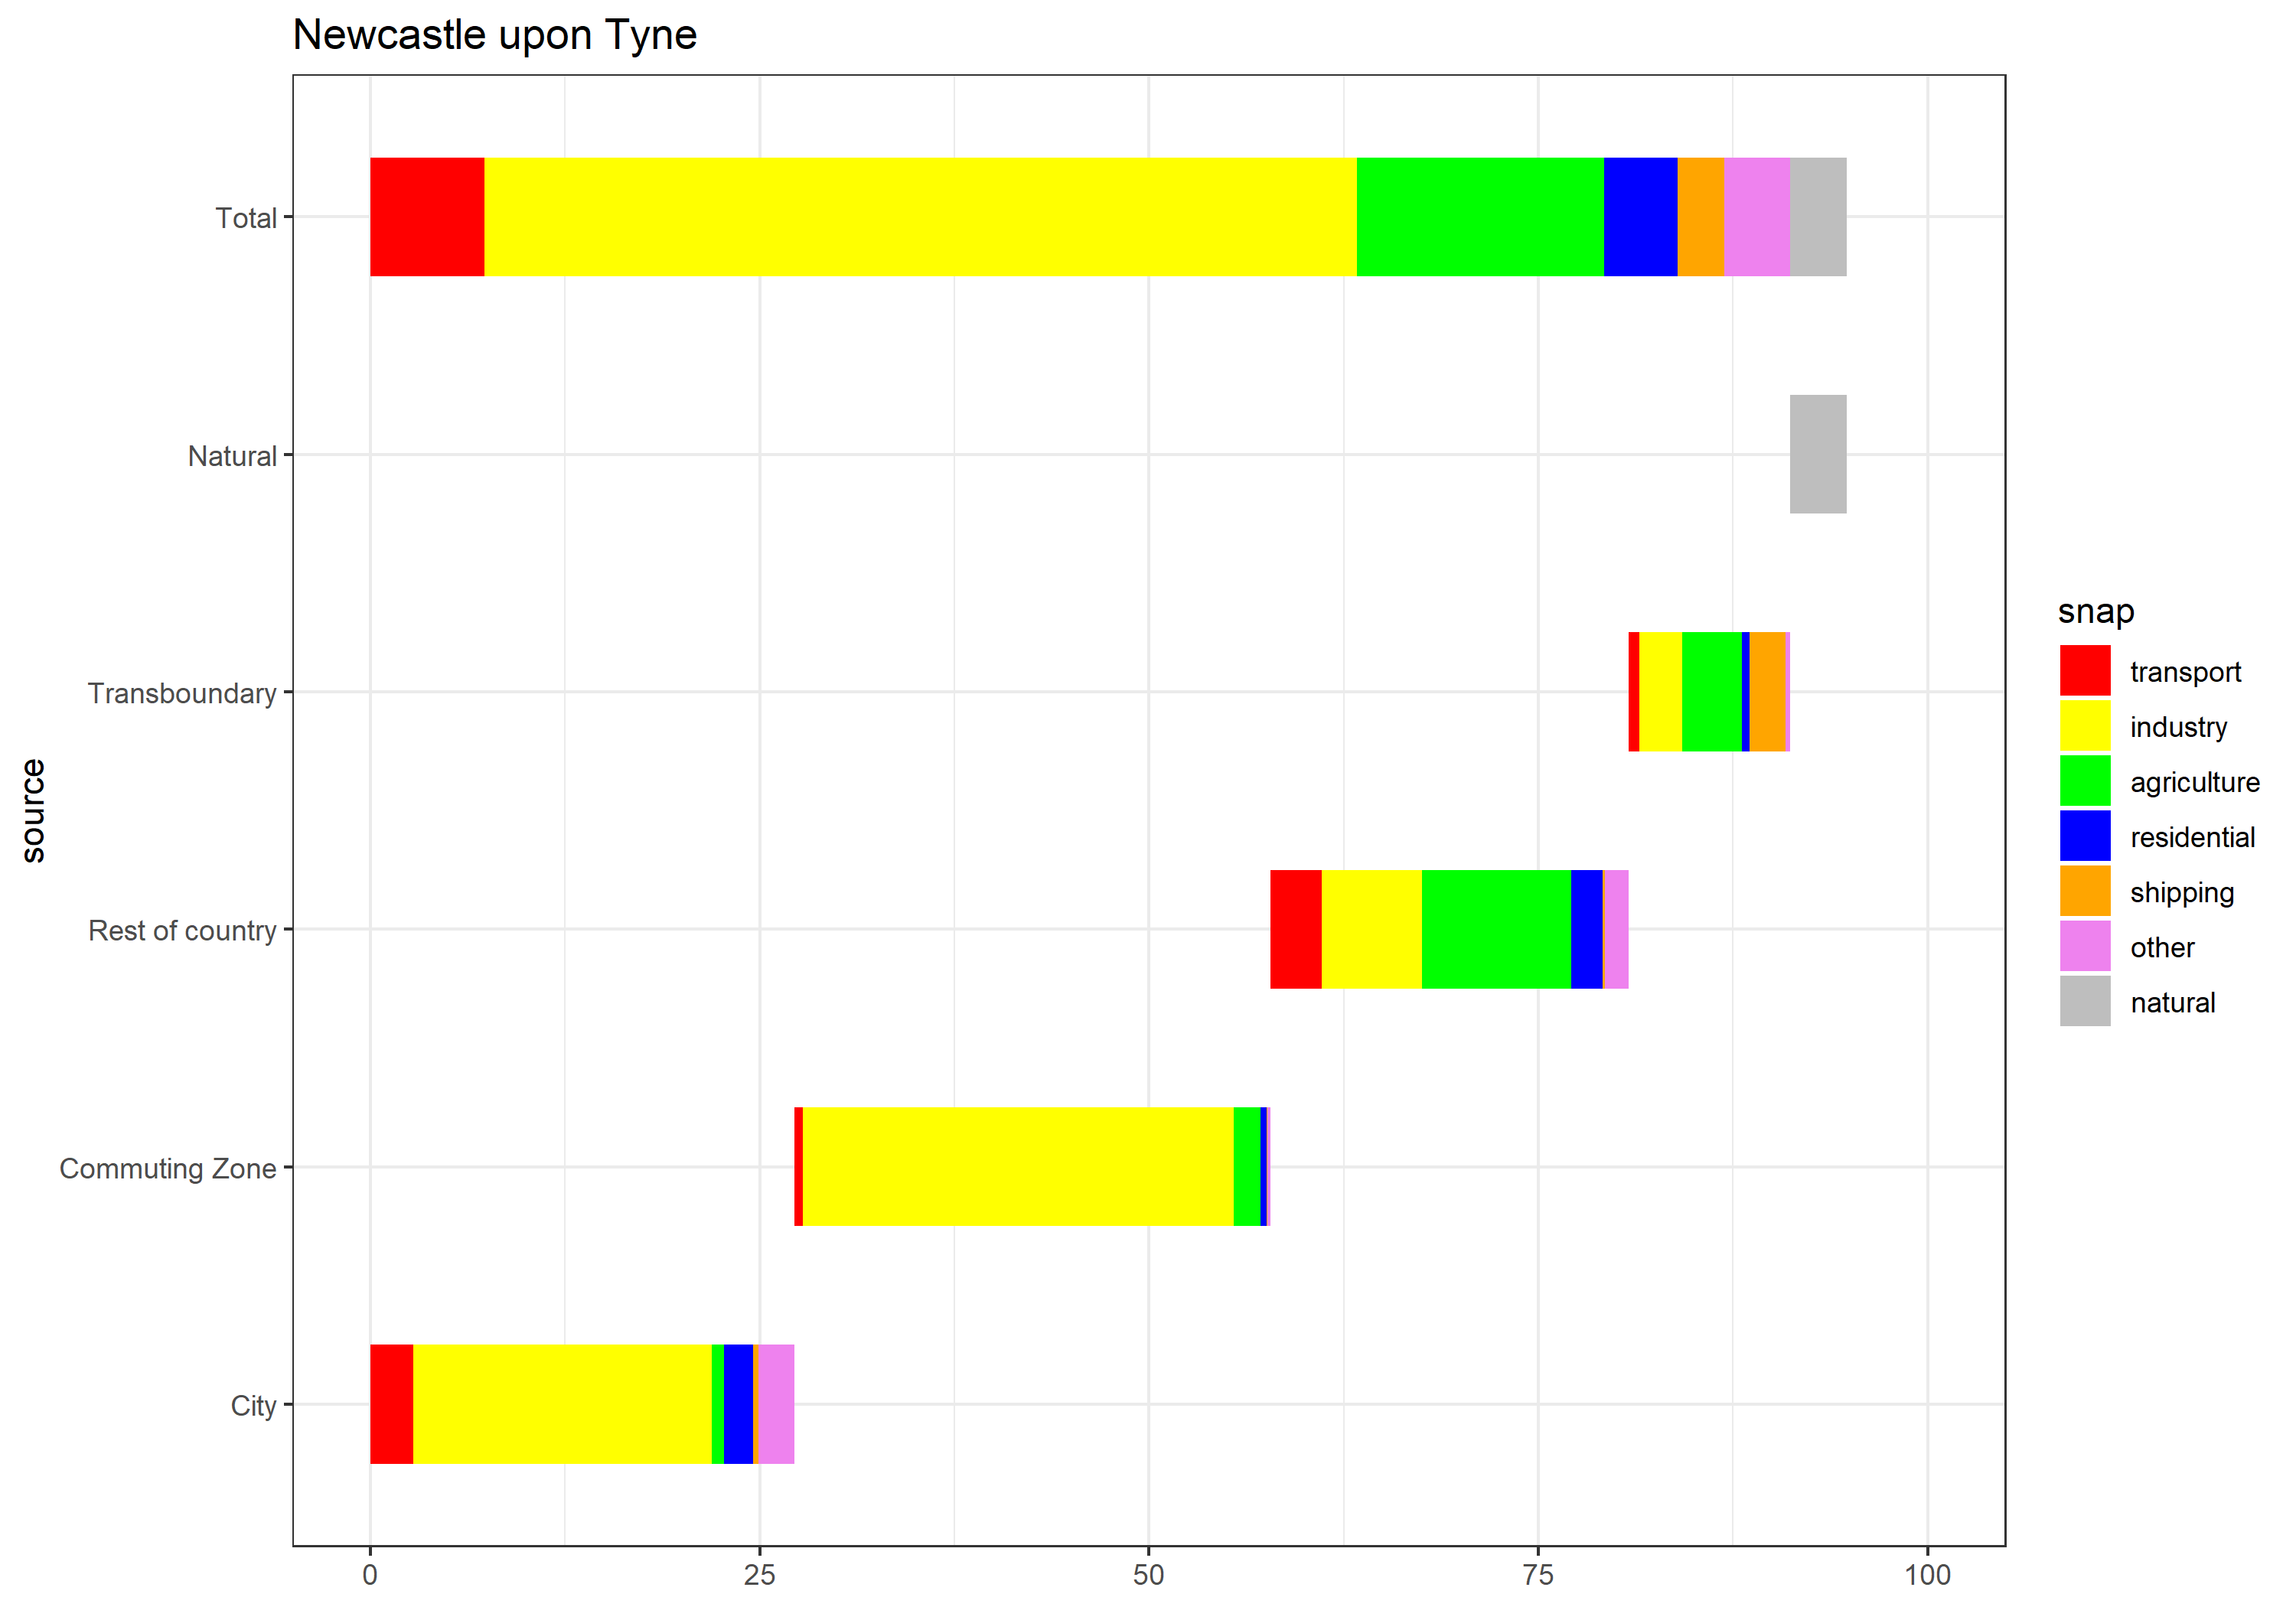 Newcastle upon Tyne
Total
Natural
Transboundary
Rest of country
Commuting Zone
City
source
0 25 50 75 100
snap
transport
industry
agriculture
residential
shipping
other
natural